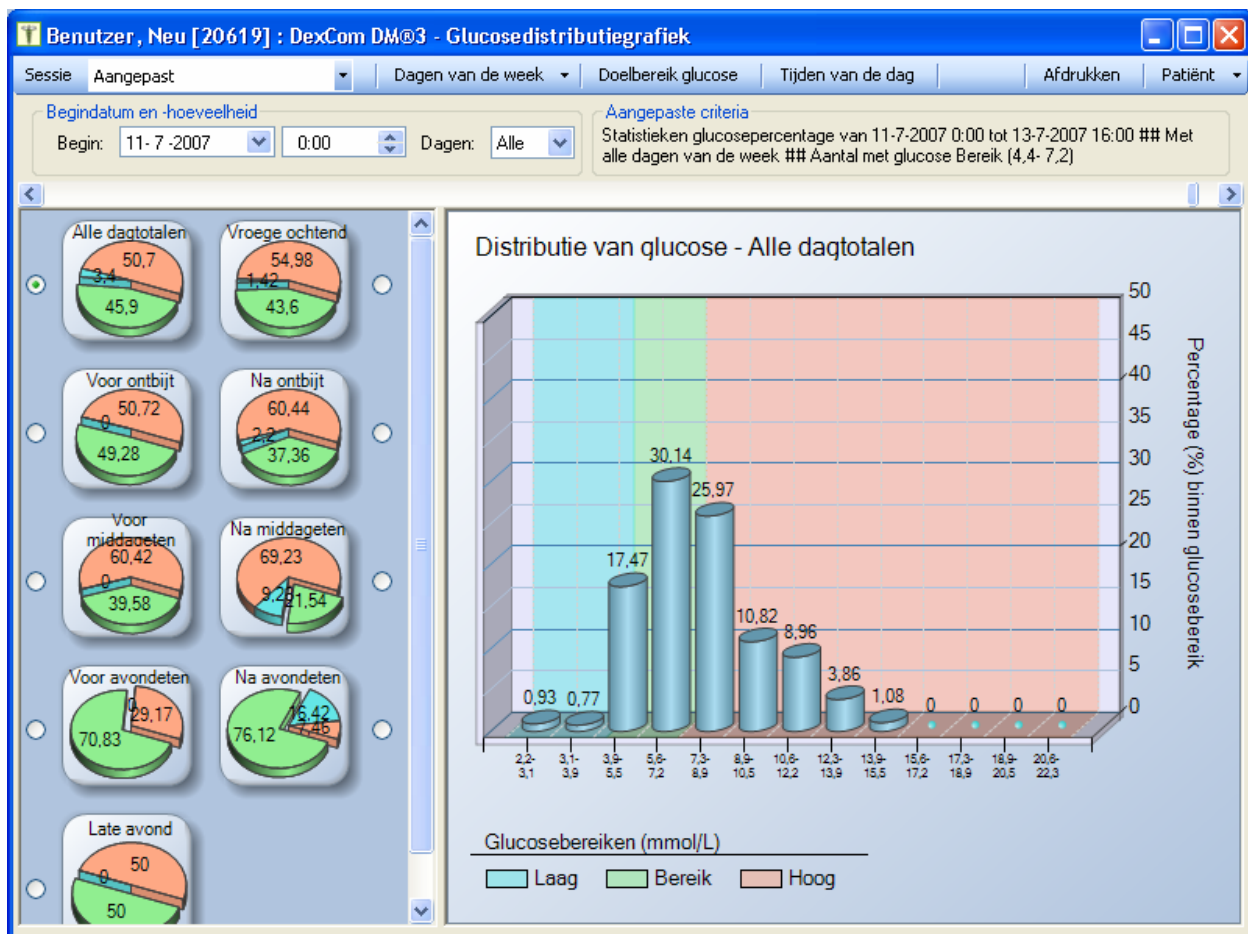 Benutzer, Neu [20619] : DexCom DM®3 - Glucosedistributiegrafiek
Sessie Aangepast Dagen van de week Doelbereik glucose Tijden van de dag Afdrukken Patiënt
Begindatum en -hoeveelheid
Begin: 11- 7 -2007 0:00 Dagen: Alle
Aangepaste criteria
Statistieken glucosepercentage van 11-7-2007 0:00 tot 13-7-2007 16:00 ## Met
alle dagen van de week ## Aantal met glucose Bereik (4,4- 7,2)
Alle dagtotalen
50,7
3,4
45,9
Vroege ochtend
54,98
1,42
43,6
Voor ontbijt
50,72
0
49,28
Na ontbijt
60,44
2,2
37,36
Voor
middageten
60,42
0
39,58
Na middageten
69,23
21,54
Voor avondeten
0
29,17
70,83
Na avondeten
16,42
7,46
76,12
Late avond
50
0
50
Distributie van glucose - Alle dagtotalen
50
45
40
35
30
25
20
15
10
5
0
Percentage (%) binnen glucosebereik
0,93 0,77 17,47 30,14 25,97 10,82 8,96 3,86 1,08 0 0 0 0
2,2- 3,1- 3,9- 5,6- 7,3- 8,9- 10,6- 12,3- 13,9- 15,6- 17,3- 18,9- 20,6-
3,1 3,9 5,5 7,2 8,9 10,5 12,2 13,9 15,5 17,2 18,9 20,5 22,3
Glucosebereiken (mmol/L)
Laag Bereik Hoog